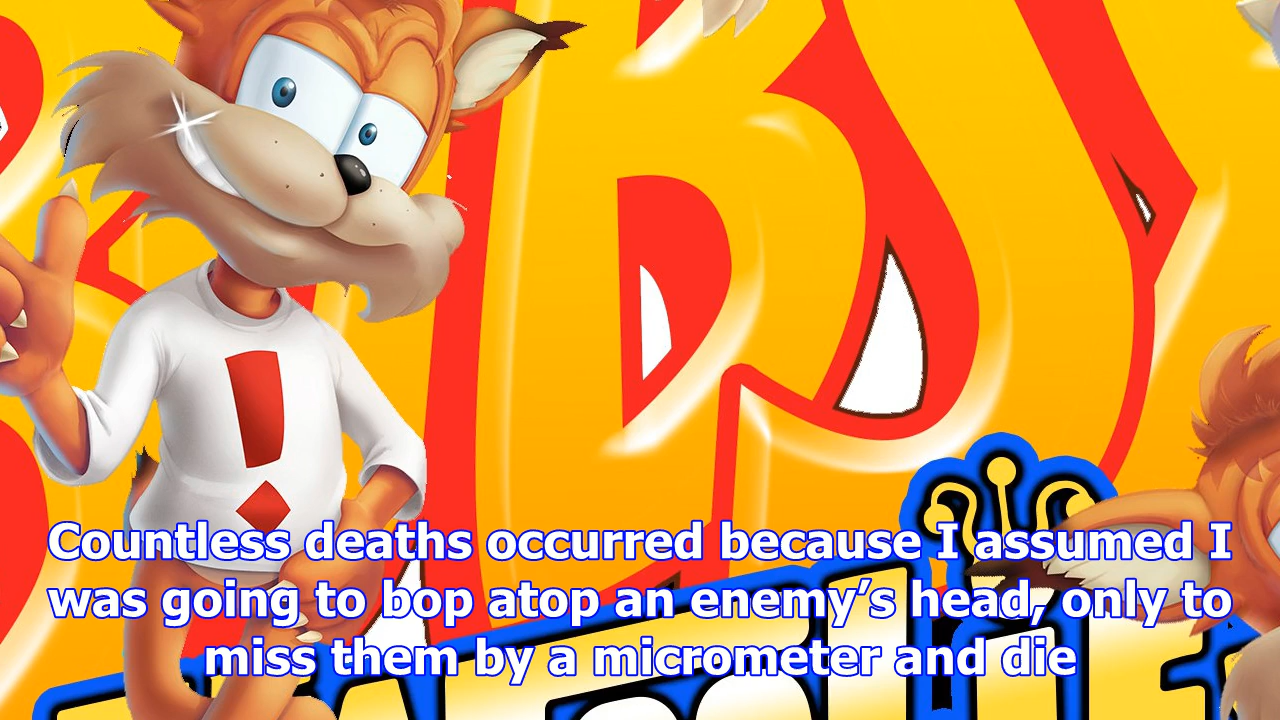 Countless deaths occurred because I assumed I
was going to bop atop an enemy’s head, only to
miss them by a micrometer and die